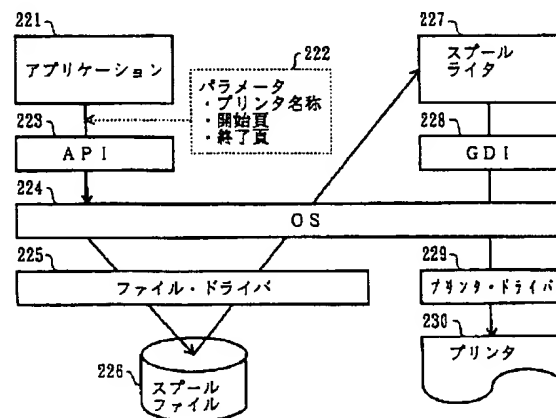 221
アプリケーション
222
パラメータ
・プリンタ名称
・開始頁
・終了頁
223
API
224
OS
225
ファイル・ドライバ
226
スプール
ファイル
227
スプール
ライタ
228
GDI
229
プリンタ・ドライバ
230
プリンタ